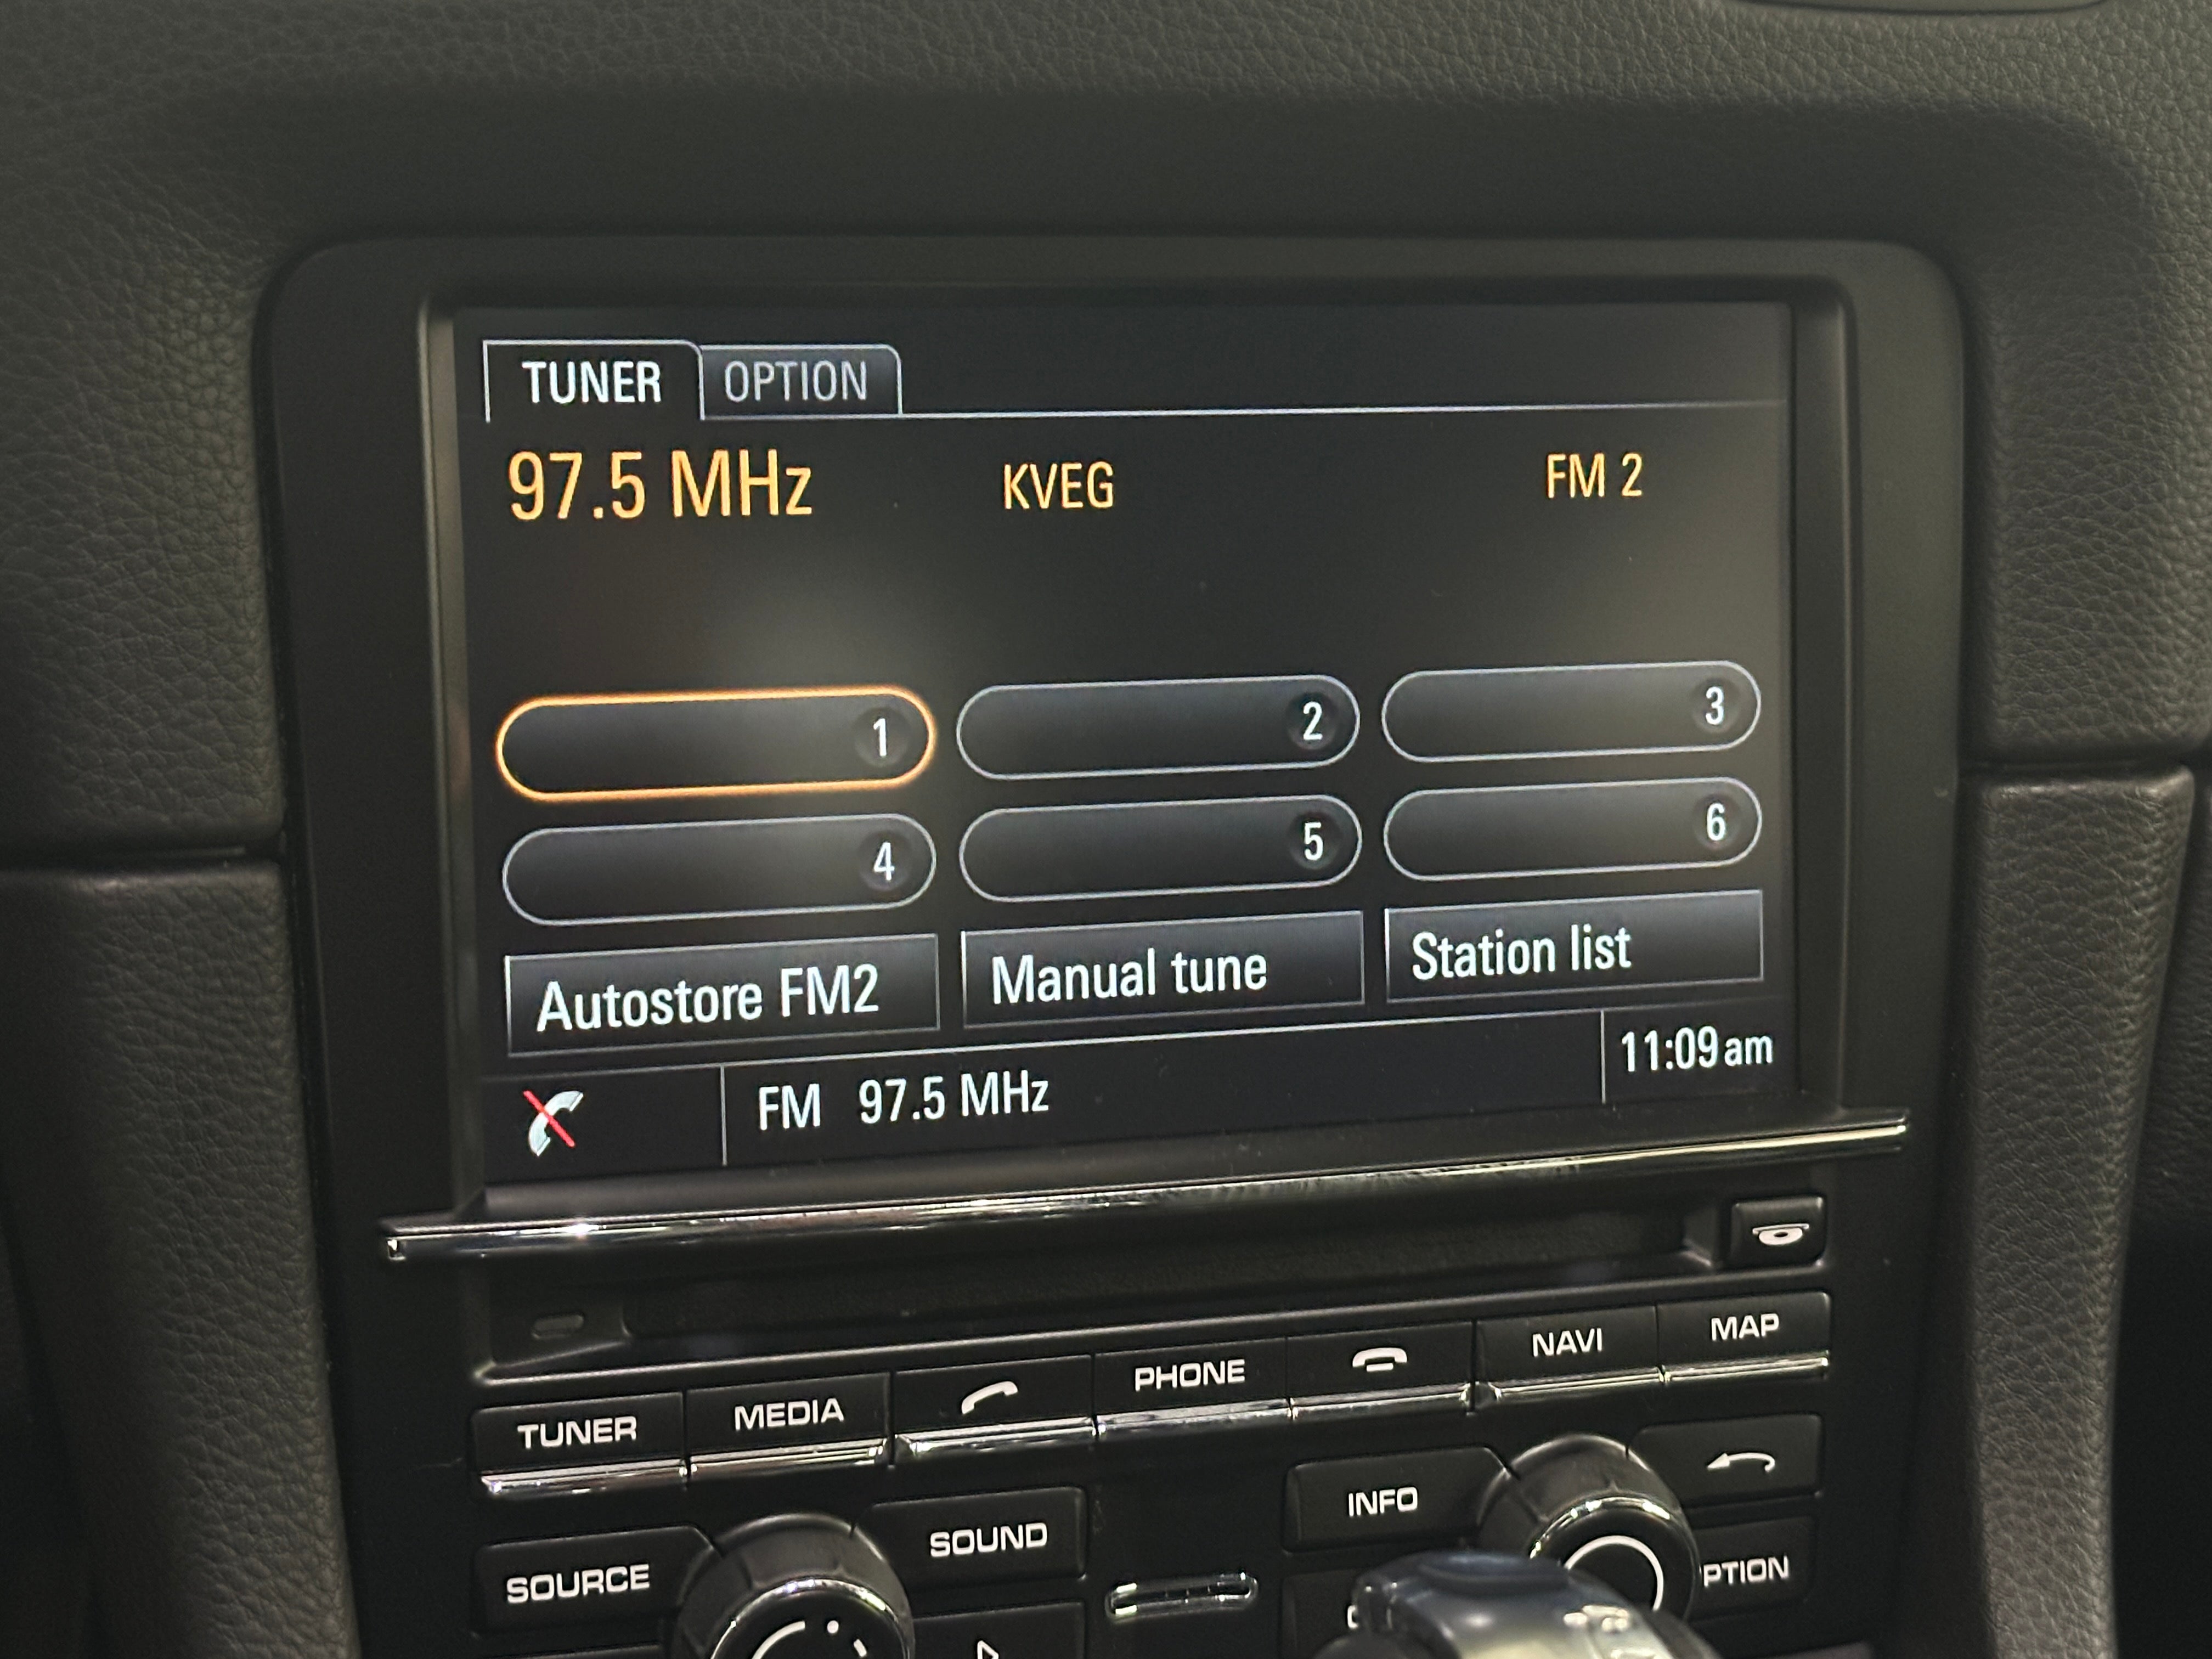 TUNER OPTION
97.5 MHz KVEG FM 2
1 2 3
4 5 6
Autostore FM2 Manual tune Station list
FM 97.5 MHz 11:09 am
TUNER MEDIA PHONE NAVI MAP
SOURCE SOUND INFO
PTION